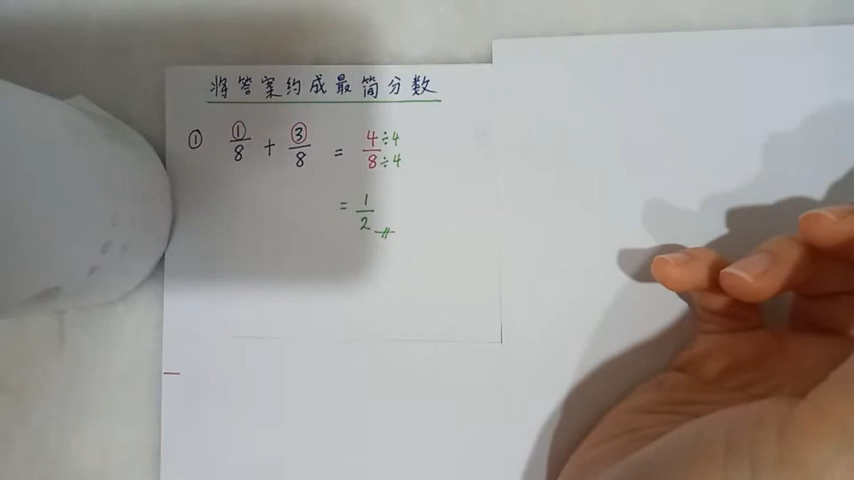 将答案约成最简分数
① 1/8 + 3/8 = 4÷4/8÷4
= 1/2